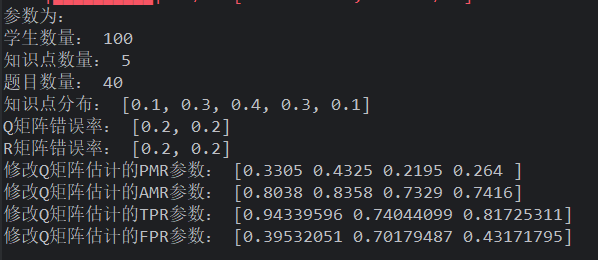 参数为:
学生数量: 100
知识点数量: 5
题目数量: 40
知识点分布: [0.1, 0.3, 0.4, 0.3, 0.1]
Q矩阵错误率: [0.2, 0.2]
R矩阵错误率: [0.2, 0.2]
修改Q矩阵估计的PMR参数: [0.3305 0.4325 0.2195 0.264 ]
修改Q矩阵估计的AMR参数: [0.8038 0.8358 0.7329 0.7416]
修改Q矩阵估计的TPR参数: [0.94339596 0.74044099 0.81725311]
修改Q矩阵估计的FPR参数: [0.39532051 0.70179487 0.43171795]